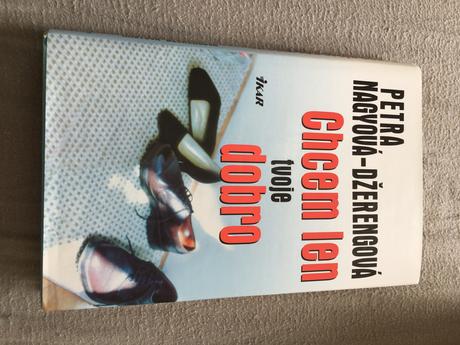 PETRA
NAGYOVÁ-DŽERENGOVÁ
Chcem len
tvoje
dobro
IKAR